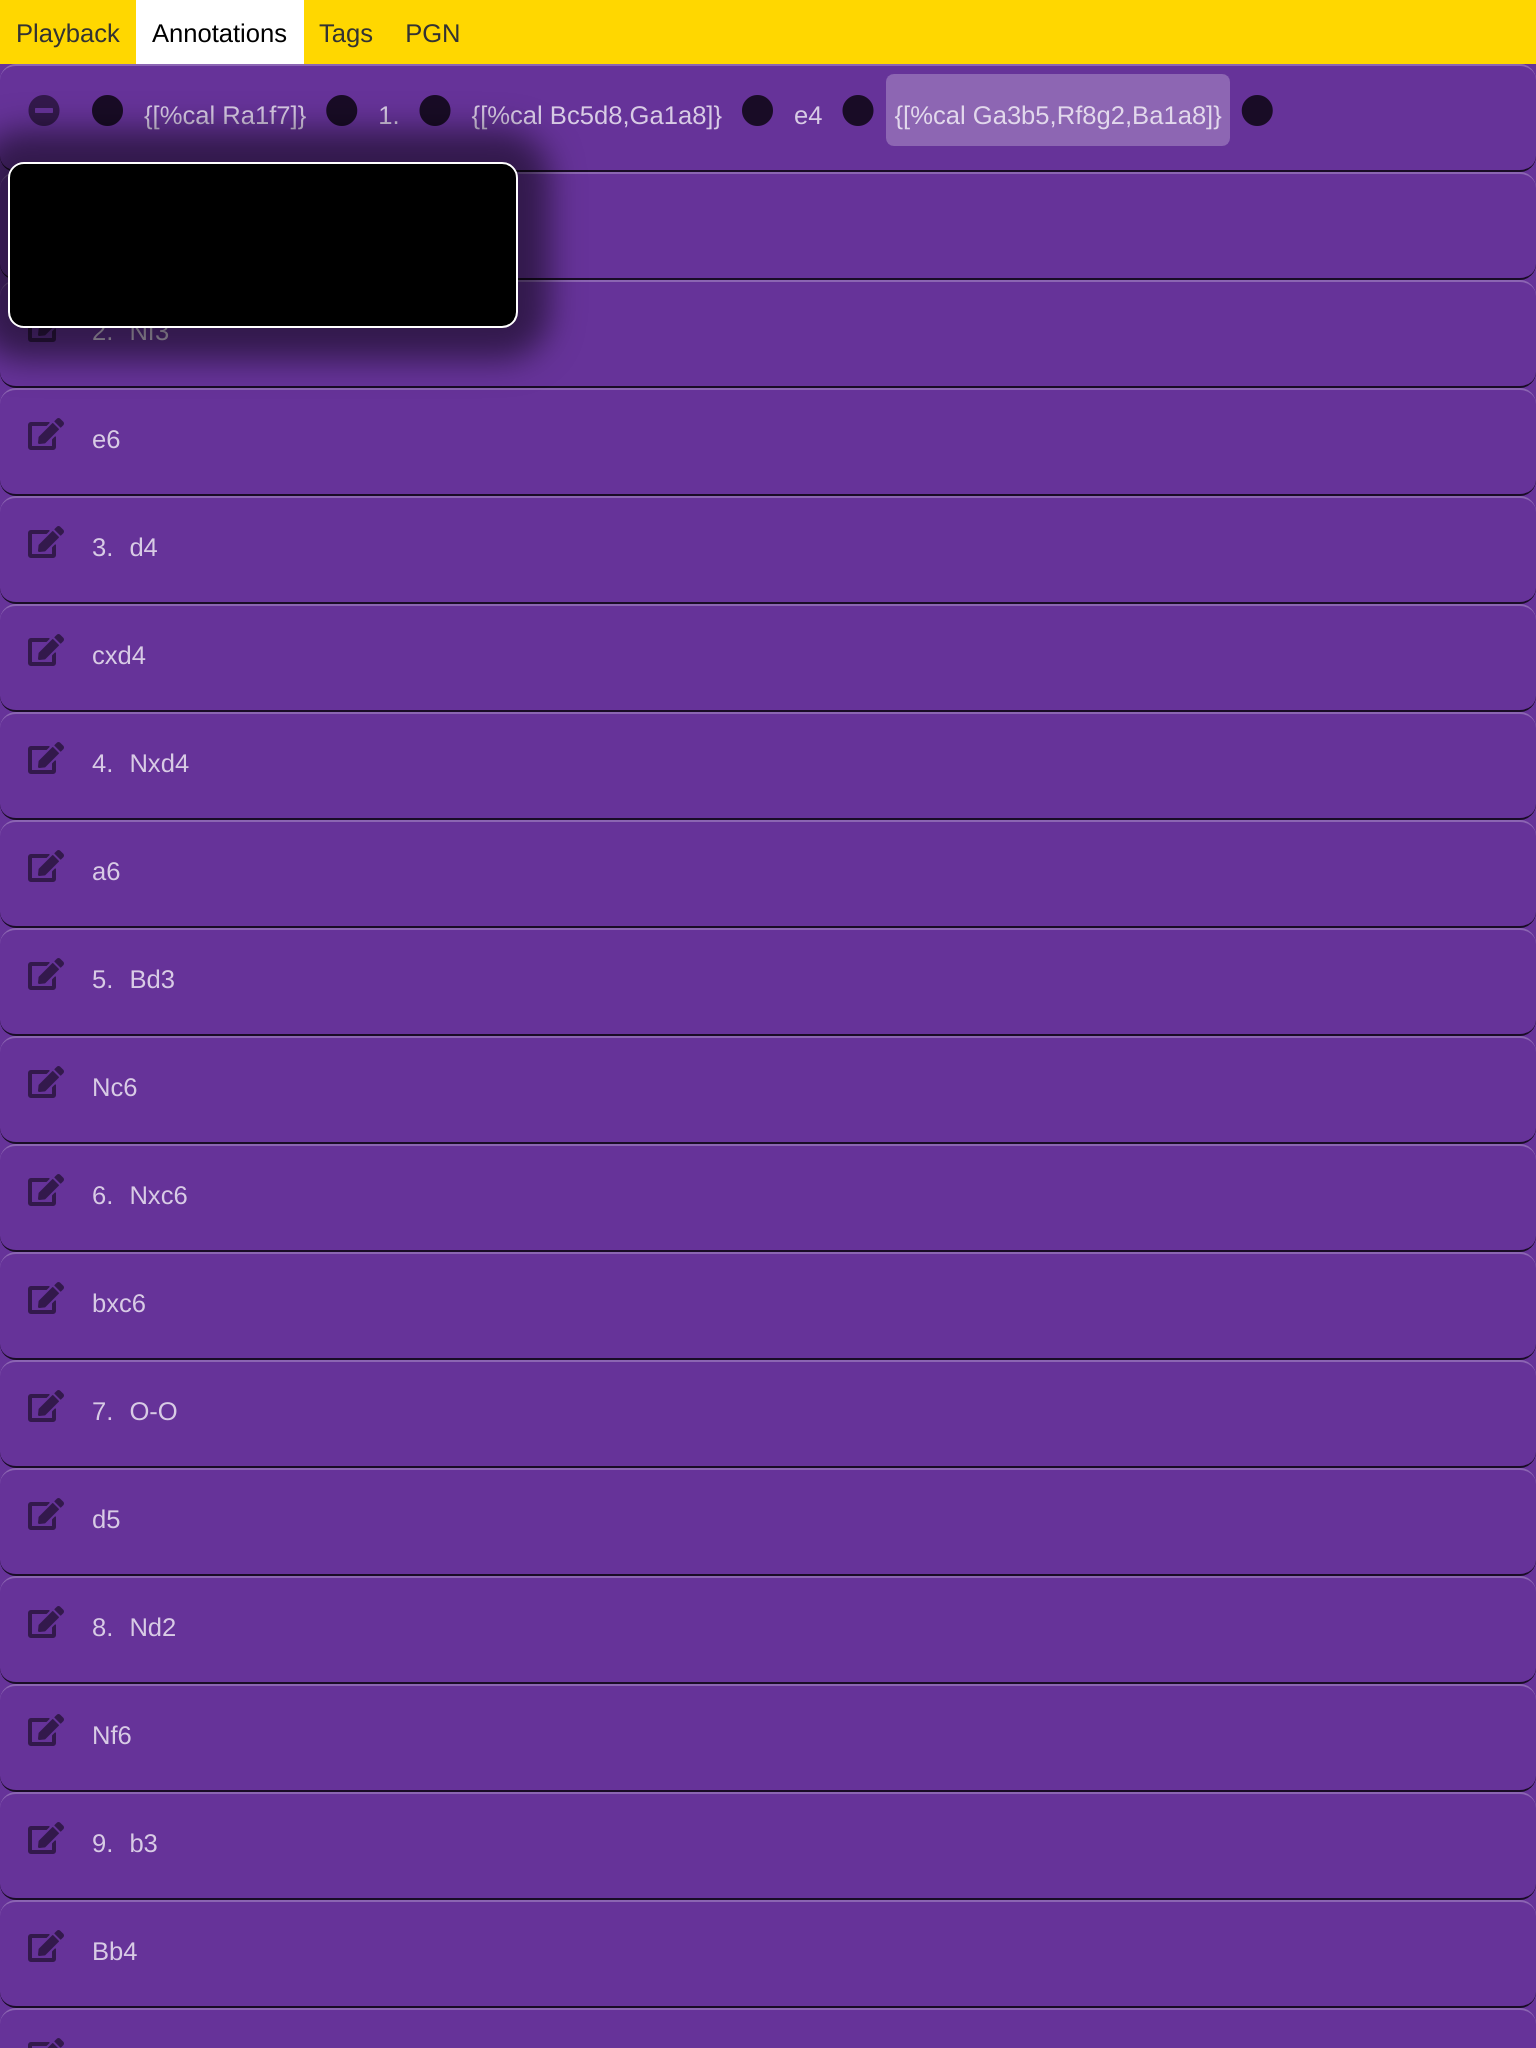 Playback Annotations Tags PGN
{[%cal Ra1f7]} 1. {[%cal Bc5d8,Ga1a8]} e4 {[%cal Ga3b5,Rf8g2,Ba1a8]}
2. Nf3
e6
3. d4
cxd4
4. Nxd4
a6
5. Bd3
Nc6
6. Nxc6
bxc6
7. O-O
d5
8. Nd2
Nf6
9. b3
Bb4